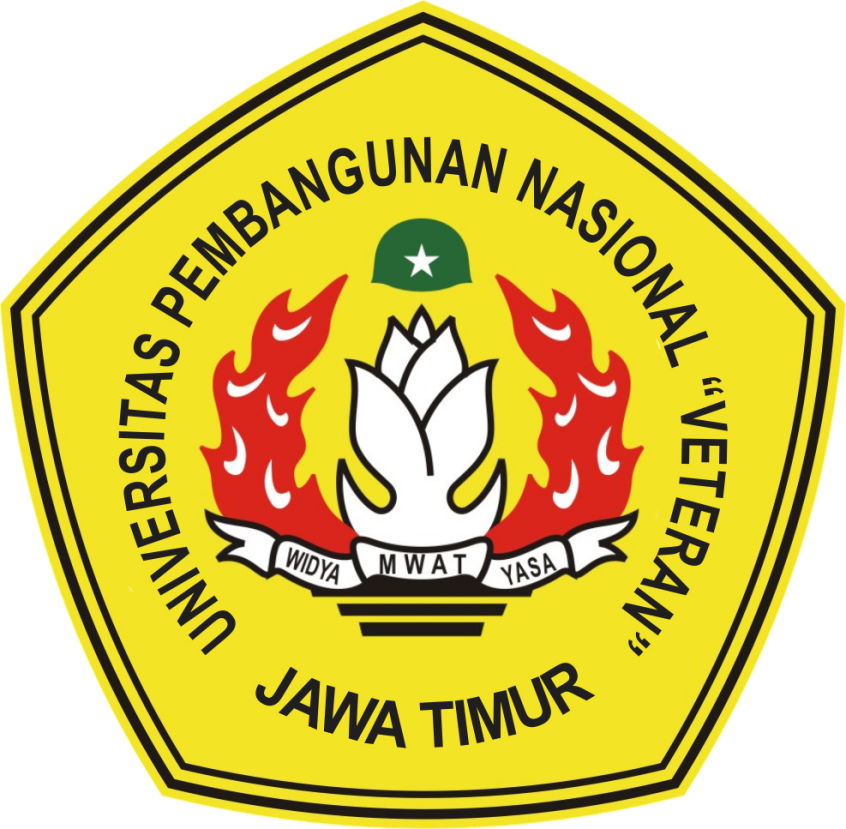 UNIVERSITAS PEMBANGUNAN NASIONAL “VETERAN”
WIDYA MWAT YASA
JAWA TIMUR